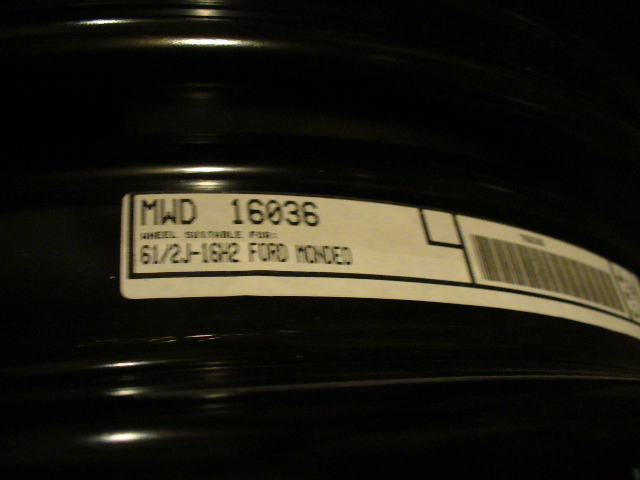 MWD 16036
WHEEL SUITABLE FOR:
61/2J-16H2 FORD MONDEO